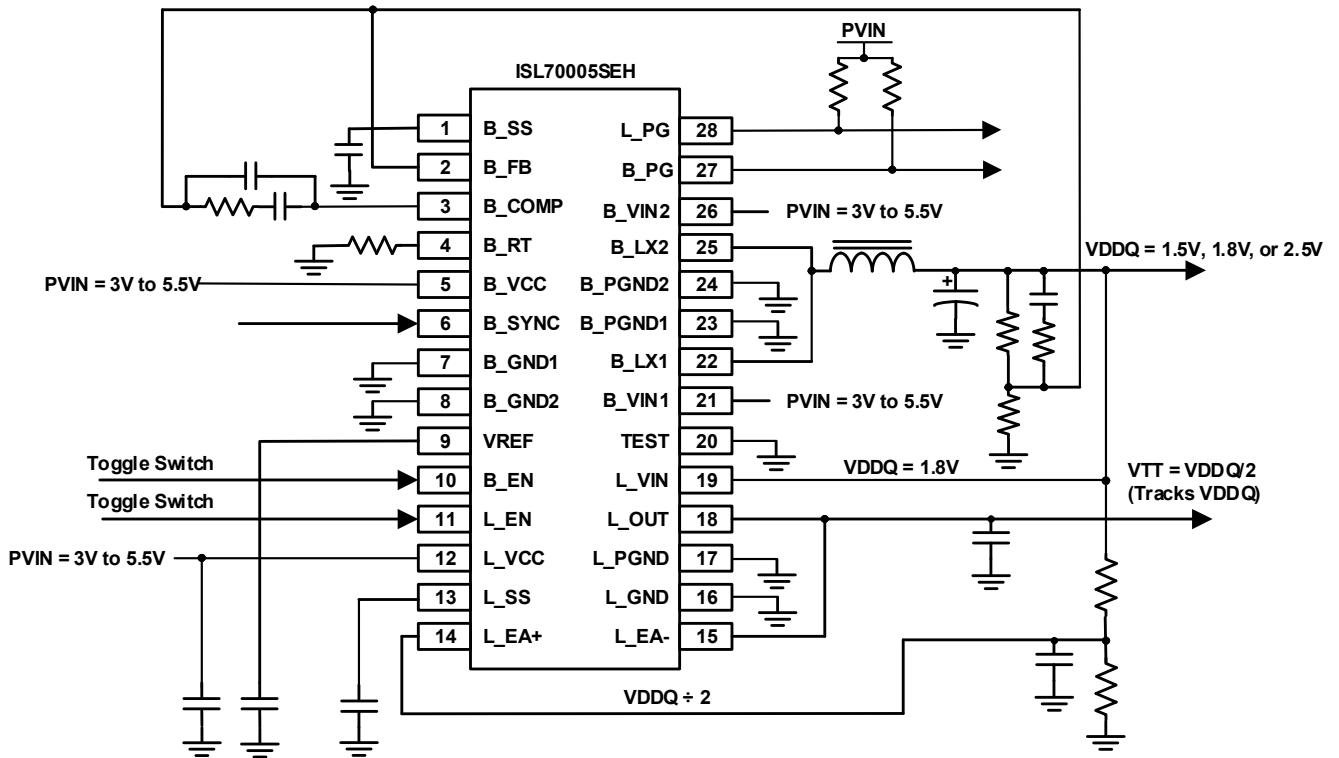 PVIN
ISL70005SEH
1 B_SS L_PG 28
2 B_FB B_PG 27
3 B_COMP B_VIN2 26 PVIN = 3V to 5.5V
4 B_RT B_LX2 25
VDDQ = 1.5V, 1.8V, or 2.5V
PVIN = 3V to 5.5V 5 B_VCC B_PGND2 24
+
6 B_SYNC B_PGND1 23
7 B_GND1 B_LX1 22
8 B_GND2 B_VIN1 21 PVIN = 3V to 5.5V
9 VREF TEST 20
Toggle Switch
VDDQ = 1.8V
10 B_EN L_VIN 19
VTT = VDDQ/2
(Tracks VDDQ)
Toggle Switch
11 L_EN L_OUT 18
PVIN = 3V to 5.5V 12 L_VCC L_PGND 17
13 L_SS L_GND 16
14 L_EA+ L_EA- 15
VDDQ ÷ 2